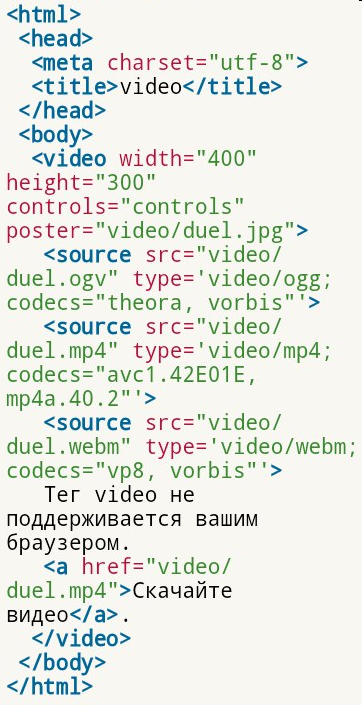 <html>
<head>
<meta charset="utf-8">
<title>video</title>
</head>
<body>
<video width="400"
height="300"
controls="controls"
poster="video/duel.jpg">
<source src="video/
duel.ogv" type='video/ogg;
codecs="theora, vorbis"'>
<source src="video/
duel.mp4" type='video/mp4;
codecs="avc1.42E01E,
mp4a.40.2"'>
<source src="video/
duel.webm" type='video/webm;
codecs="vp8, vorbis"'>
Тег video не
поддерживается вашим
браузером.
<a href="video/
duel.mp4">Скачайте
видео</a>.
</video>
</body>
</html>